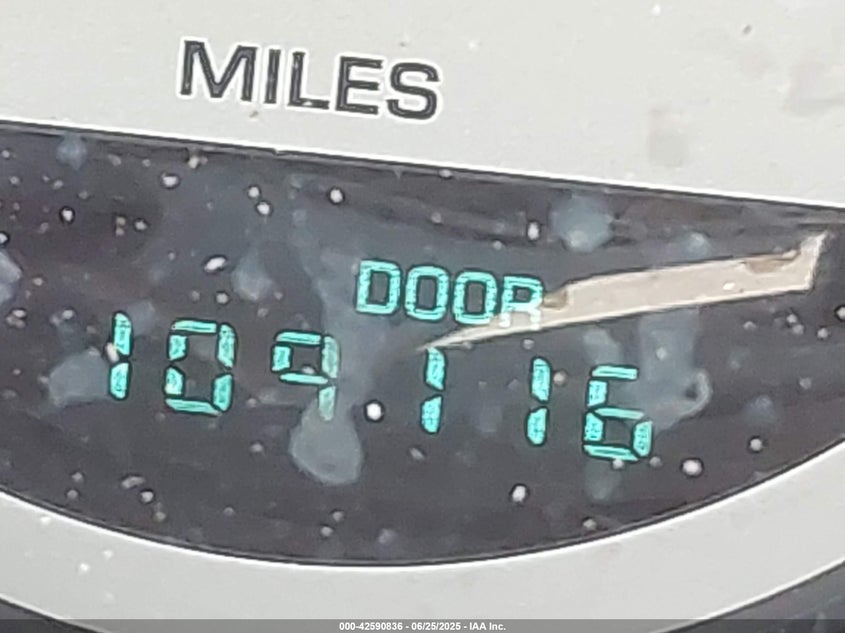 MILES
DOOR
109116
000-42590836 - 06/25/2025 - IAA Inc.